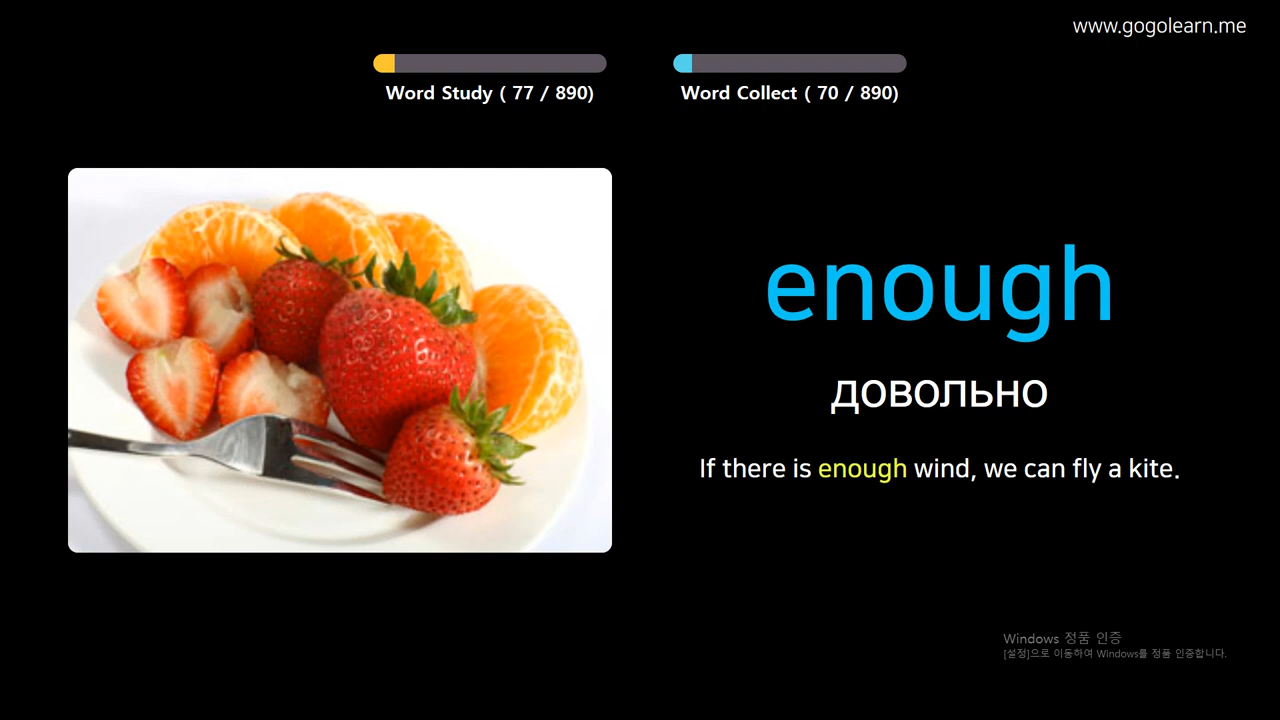 www.gogolearn.me
Word Study ( 77 / 890)
Word Collect ( 70 / 890)
enough
довольно
If there is enough wind, we can fly a kite.
Windows 정품 인증
[설정]으로 이동하여 Windows를 정품 인증합니다.